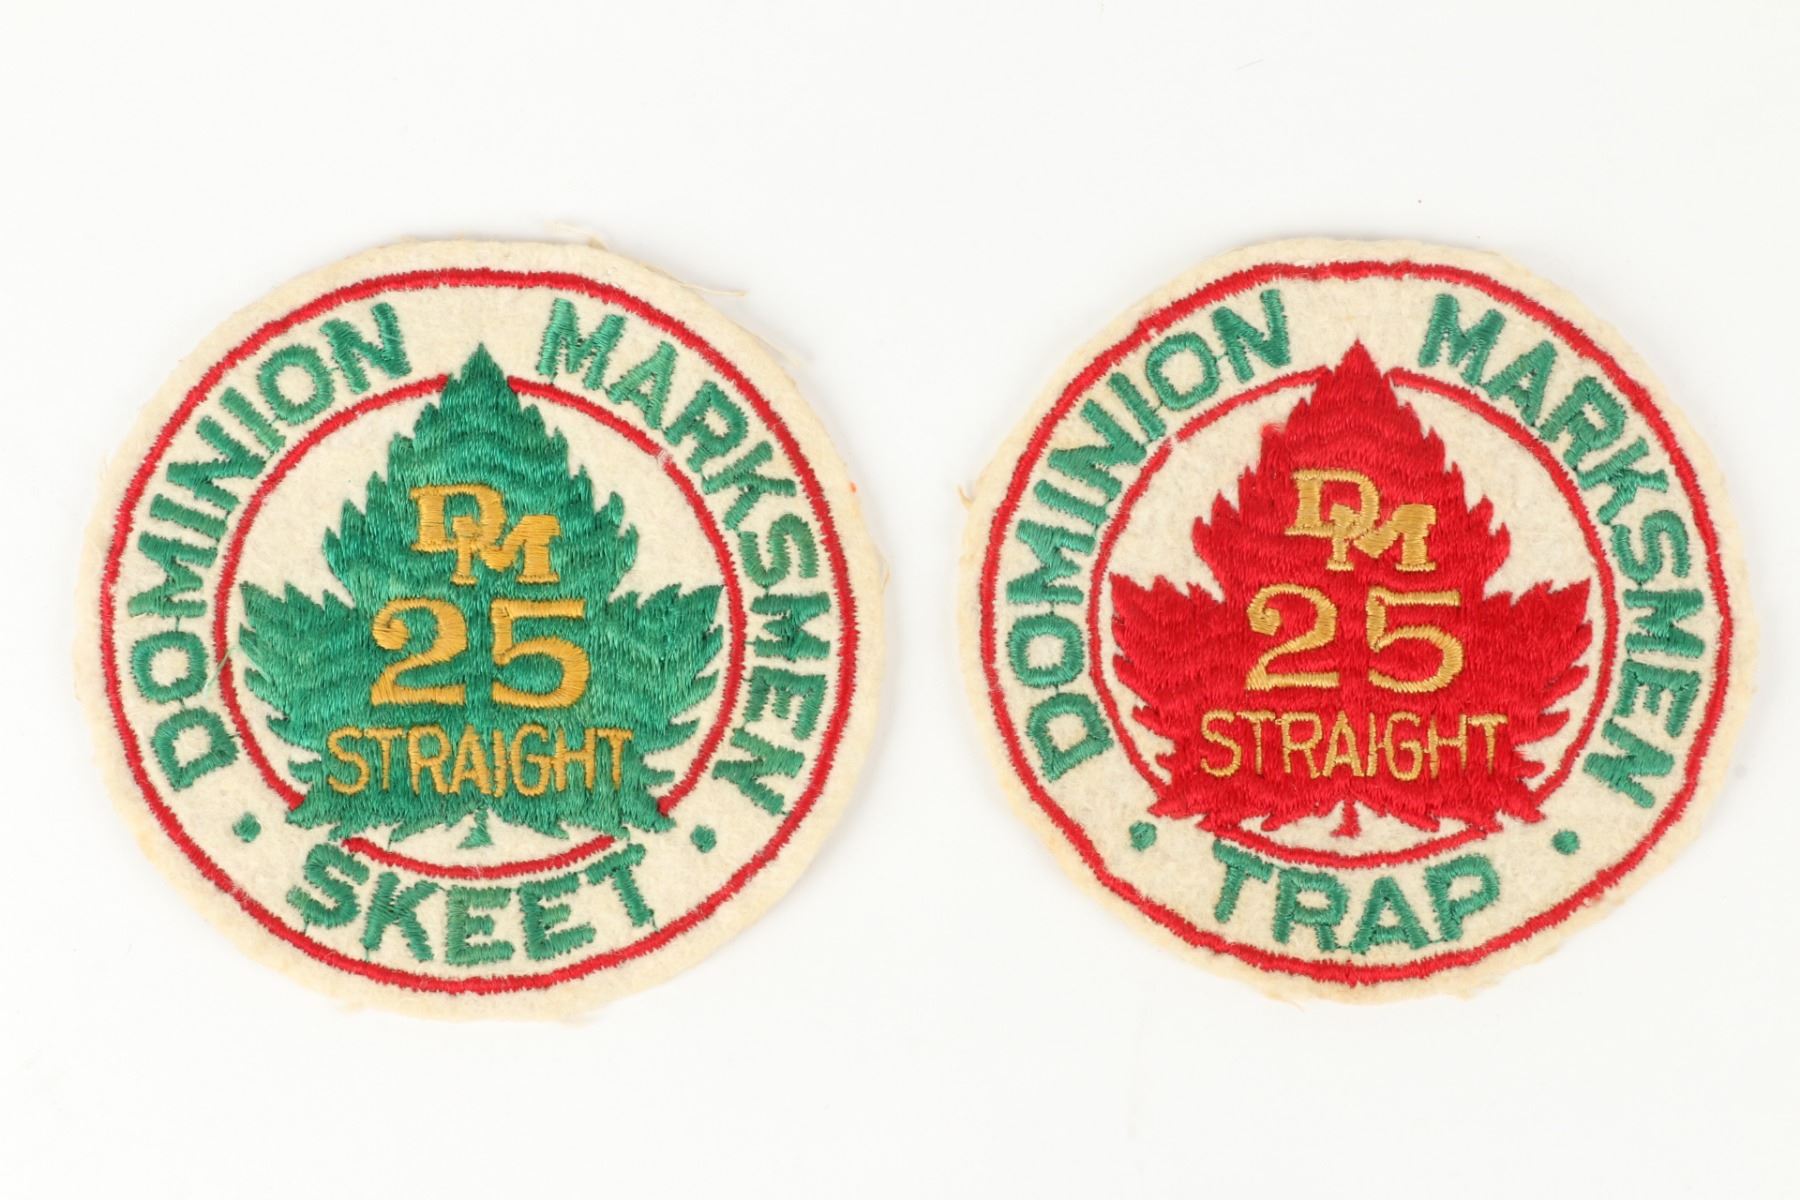 DOMINION MARKSMEN
DM
25
STRAIGHT
· SKEET ·
DOMINION MARKSMEN
DM
25
STRAIGHT
· TRAP ·